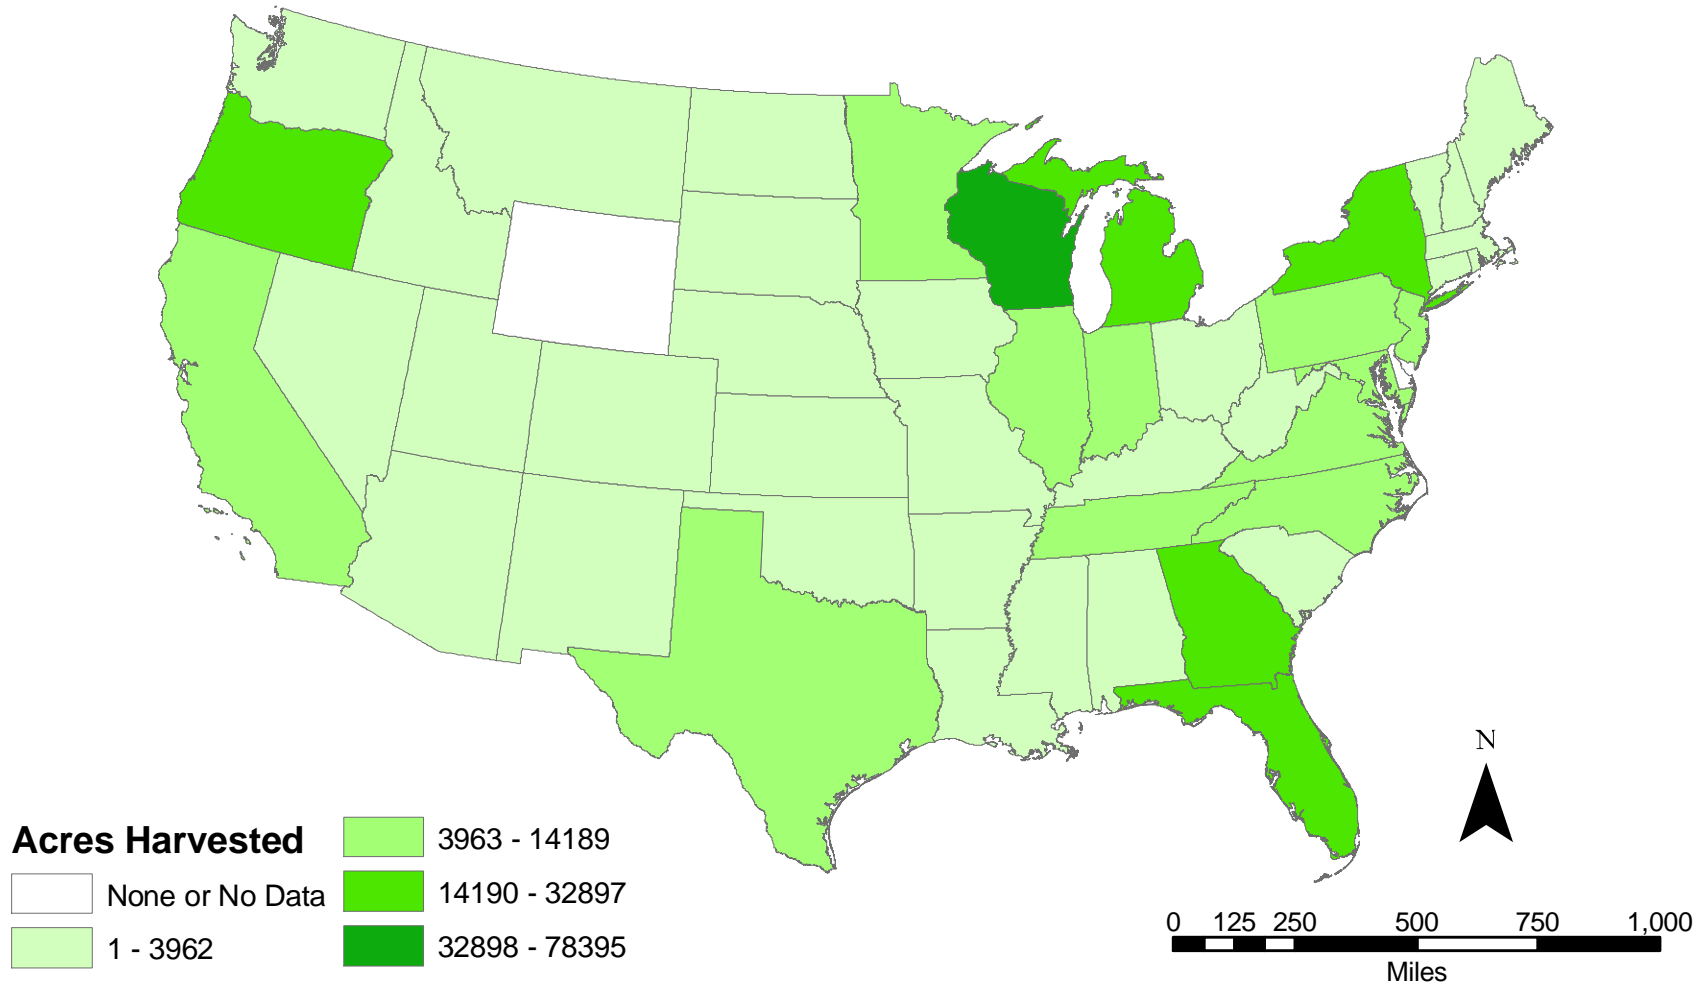 N
Acres Harvested
None or No Data
1 - 3962
3963 - 14189
14190 - 32897
32898 - 78395
0 125 250 500 750 1,000
Miles